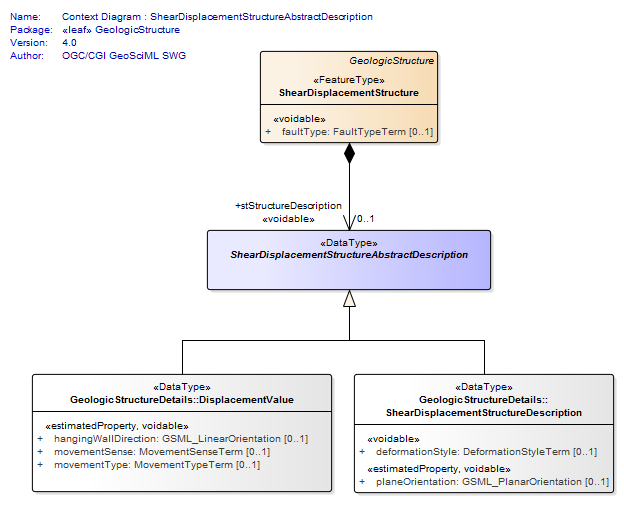 Name: Context Diagram : ShearDisplacementStructureAbstractDescription
Package: «leaf» GeologicStructure
Version: 4.0
Author: OGC/CGI GeoSciML SWG
GeologicStructure
«FeatureType»
ShearDisplacementStructure
«voidable»
+ faultType: FaultTypeTerm [0..1]
+stStructureDescription
«voidable» 0..1
«DataType»
ShearDisplacementStructureAbstractDescription
«DataType»
GeologicStructureDetails::DisplacementValue
«estimatedProperty, voidable»
+ hangingWallDirection: GSML_LinearOrientation [0..1]
+ movementSense: MovementSenseTerm [0..1]
+ movementType: MovementTypeTerm [0..1]
«DataType»
GeologicStructureDetails::
ShearDisplacementStructureDescription
«voidable»
+ deformationStyle: DeformationStyleTerm [0..1]
«estimatedProperty, voidable»
+ planeOrientation: GSML_PlanarOrientation [0..1]